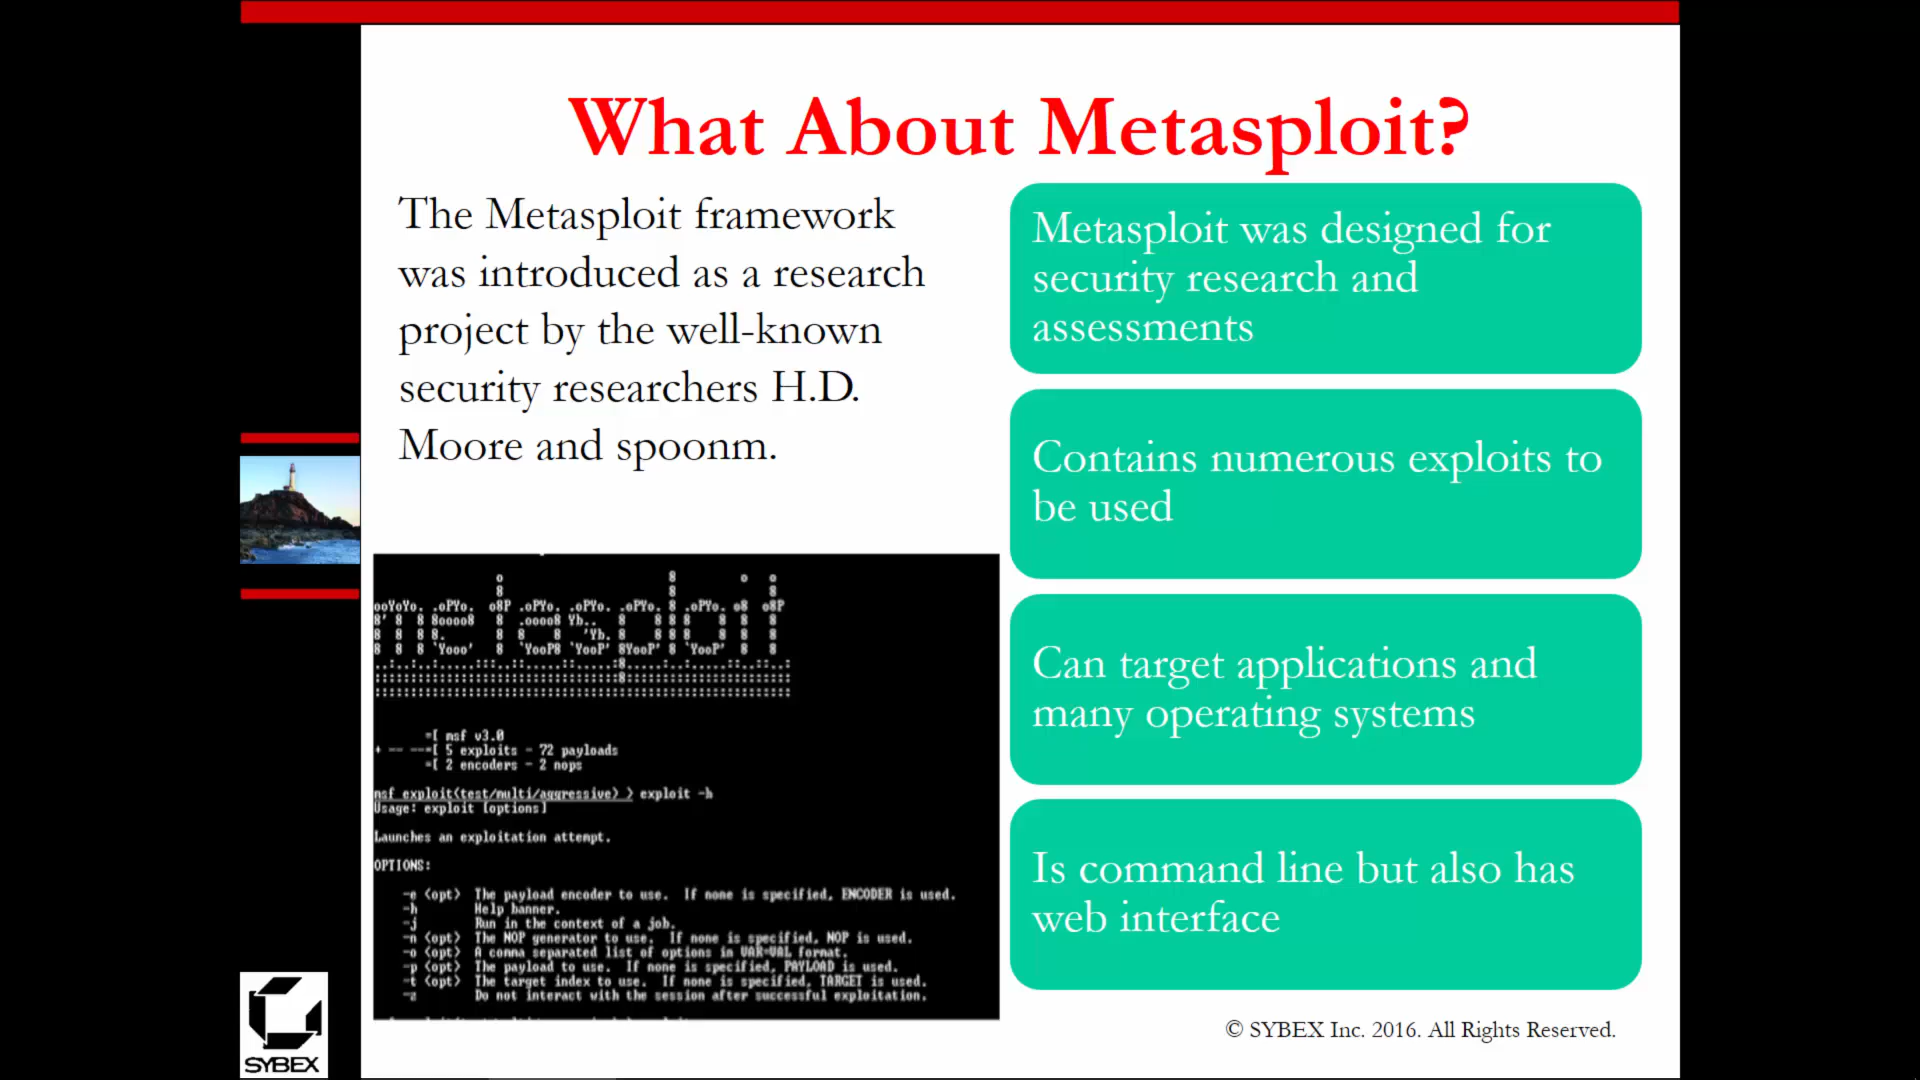 What About Metasploit?
The Metasploit framework
was introduced as a research
project by the well-known
security researchers H.D.
Moore and spoonm.
Metasploit was designed for
security research and
assessments
Contains numerous exploits to
be used
Can target applications and
many operating systems
Is command line but also has
web interface
=[ msf v3.0
+ -- --=[ 5 exploits - 72 payloads
=[ 2 encoders - 2 nops
msf exploit(test/multi/aggressive) > exploit -h
Usage: exploit [options]
Launches an exploitation attempt.
OPTIONS:
-e <opt> The payload encoder to use. If none is specified, ENCODER is used.
-h Help banner.
-j Run in the context of a job.
-n <opt> The NOP generator to use. If none is specified, NOP is used.
-o <opt> A comma separated list of options in VAR=VAL format.
-p <opt> The payload to use. If none is specified, PAYLOAD is used.
-t <opt> The target index to use. If none is specified, TARGET is used.
-z Do not interact with the session after successful exploitation.
© SYBEX Inc. 2016. All Rights Reserved.
SYBEX